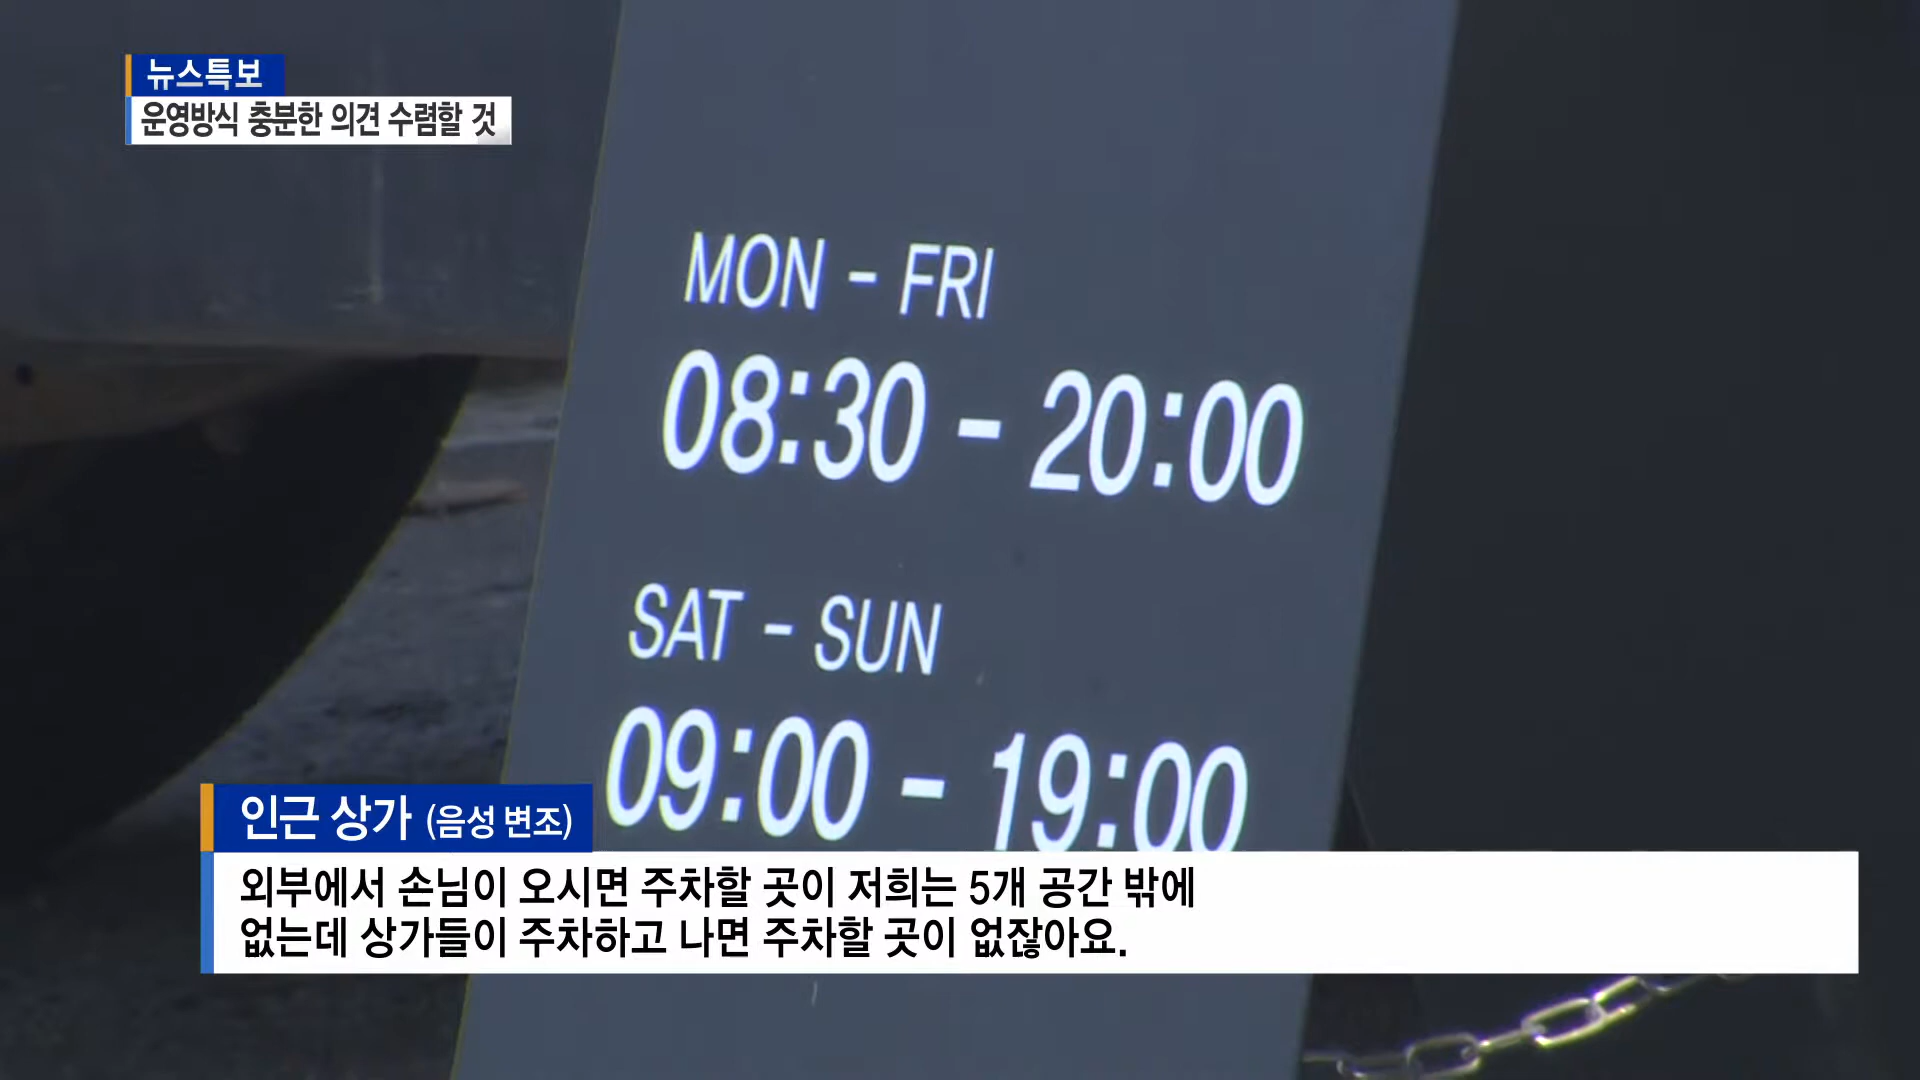 뉴스특보
운영방식 충분한 의견 수렴할 것
MON - FRI
08:30 - 20:00
SAT - SUN
09:00 - 19:00
인근 상가 (음성 변조)
외부에서 손님이 오시면 주차할 곳이 저희는 5개 공간 밖에
없는데 상가들이 주차하고 나면 주차할 곳이 없잖아요.